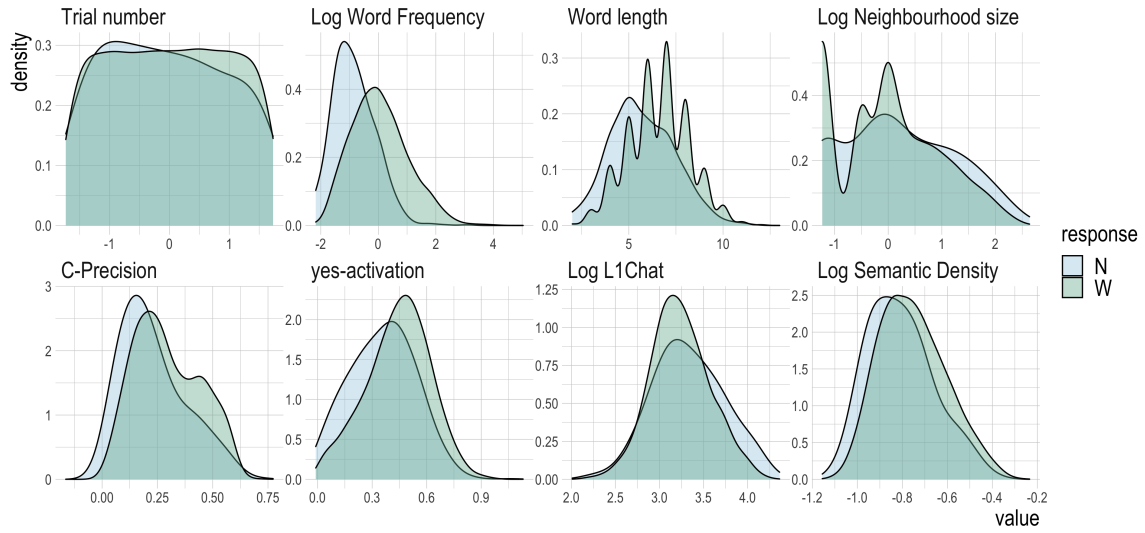 Trial number
Log Word Frequency
Word length
Log Neighbourhood size
density
0.3
0.2
0.1
0.0
-1 0 1
0.4
0.2
0.0
-2 0 2 4
0.3
0.2
0.1
0.0
5 10
0.4
0.2
0.0
-1 0 1 2
response
N
W
C-Precision
yes-activation
Log L1Chat
Log Semantic Density
3
2
1
0
0.00 0.25 0.50 0.75
2.0
1.5
1.0
0.5
0.0
0.0 0.3 0.6 0.9
1.25
1.00
0.75
0.50
0.25
0.00
2.0 2.5 3.0 3.5 4.0
2.5
2.0
1.5
1.0
0.5
0.0
-1.2 -1.0 -0.8 -0.6 -0.4 -0.2
value